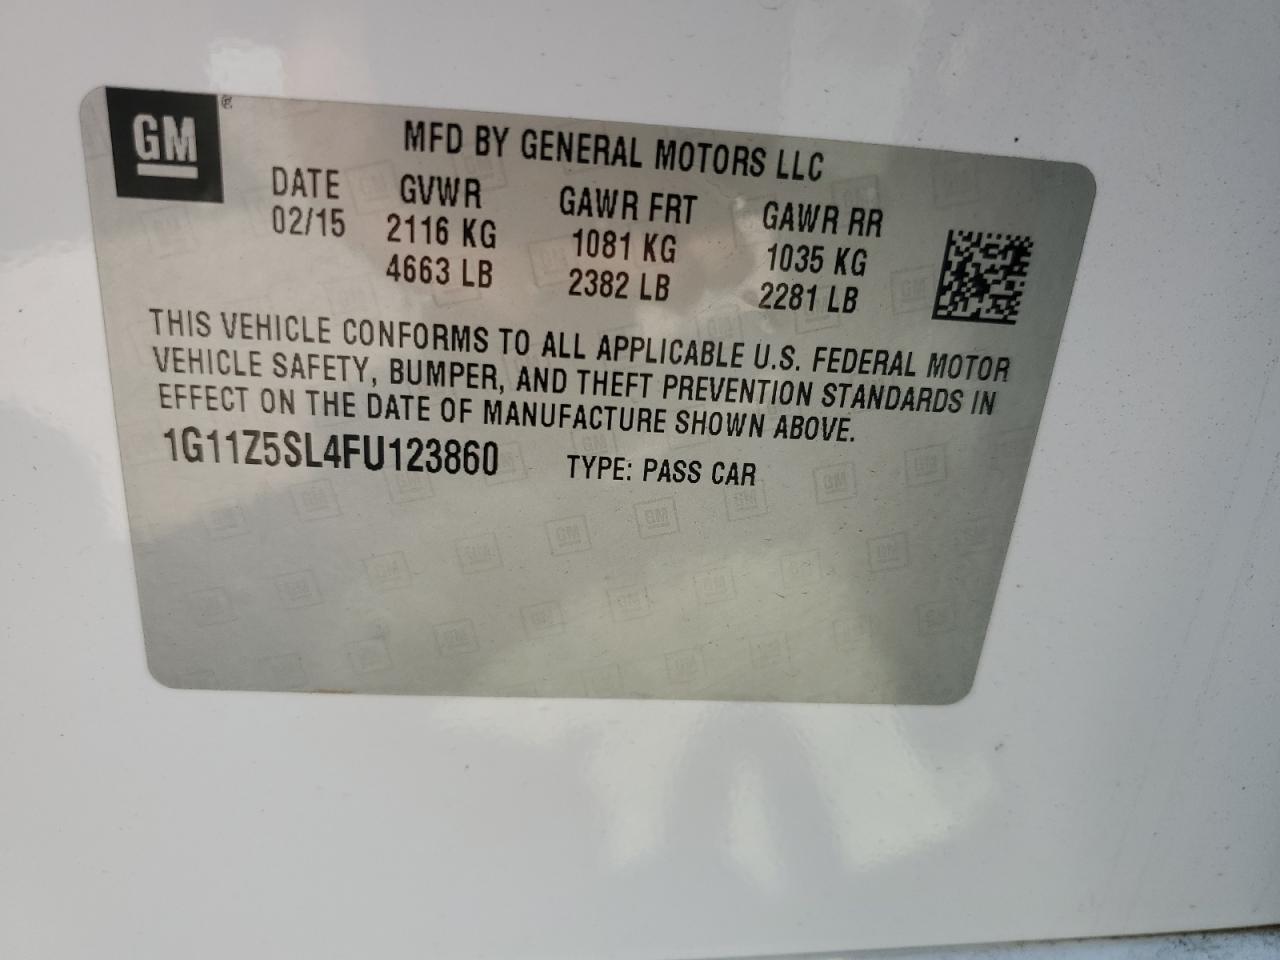 GM ®
MFD BY GENERAL MOTORS LLC
DATE GVWR GAWR FRT GAWR RR
02/15 2116 KG 1081 KG 1035 KG
4663 LB 2382 LB 2281 LB
THIS VEHICLE CONFORMS TO ALL APPLICABLE U.S. FEDERAL MOTOR
VEHICLE SAFETY, BUMPER, AND THEFT PREVENTION STANDARDS IN
EFFECT ON THE DATE OF MANUFACTURE SHOWN ABOVE.
1G11Z5SL4FU123860 TYPE: PASS CAR